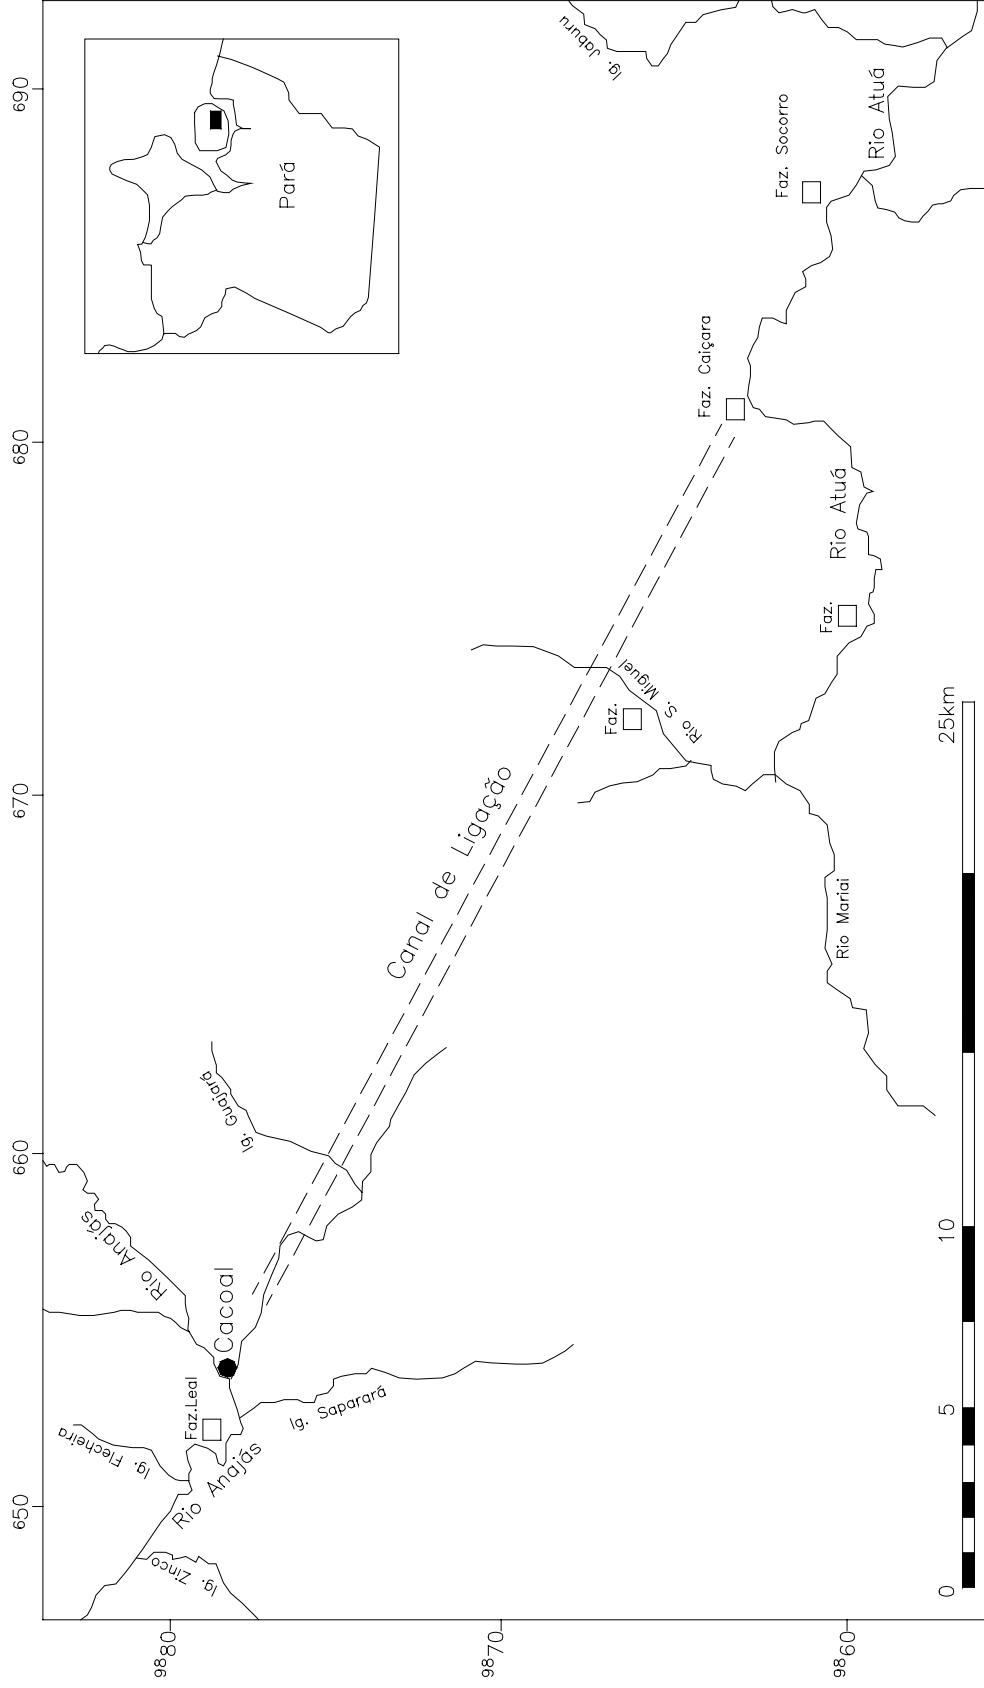 650
660
670
680
690
9880
9870
9860
Pará
Rio Anajás
Ig. Guajará
Ig. Flecheira
Faz.Leal
Cacoal
Rio Anajás
Ig. Zinco
Ig. Saparará
Canal de Ligação
Faz.
Rio S. Miguel
Rio Mariai
Faz.
Rio Atuá
Faz. Caiçara
Faz. Socorro
Rio Atuá
Ig. Jaburu
0
5
10
25km